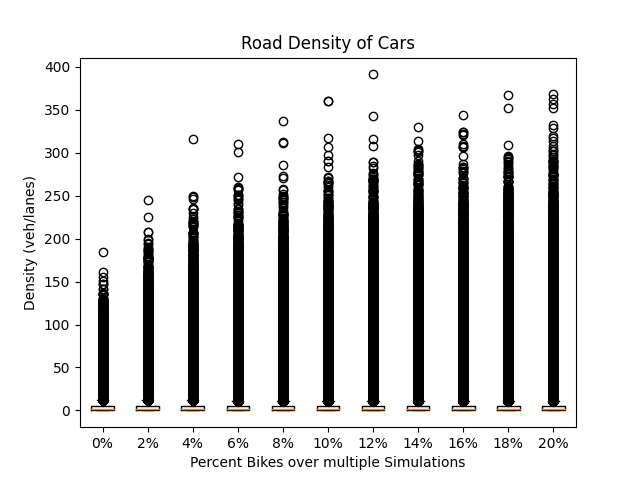 Road Density of Cars
Density (veh/lanes)
400
350
300
250
200
150
100
50
0
0% 2% 4% 6% 8% 10% 12% 14% 16% 18% 20%
Percent Bikes over multiple Simulations